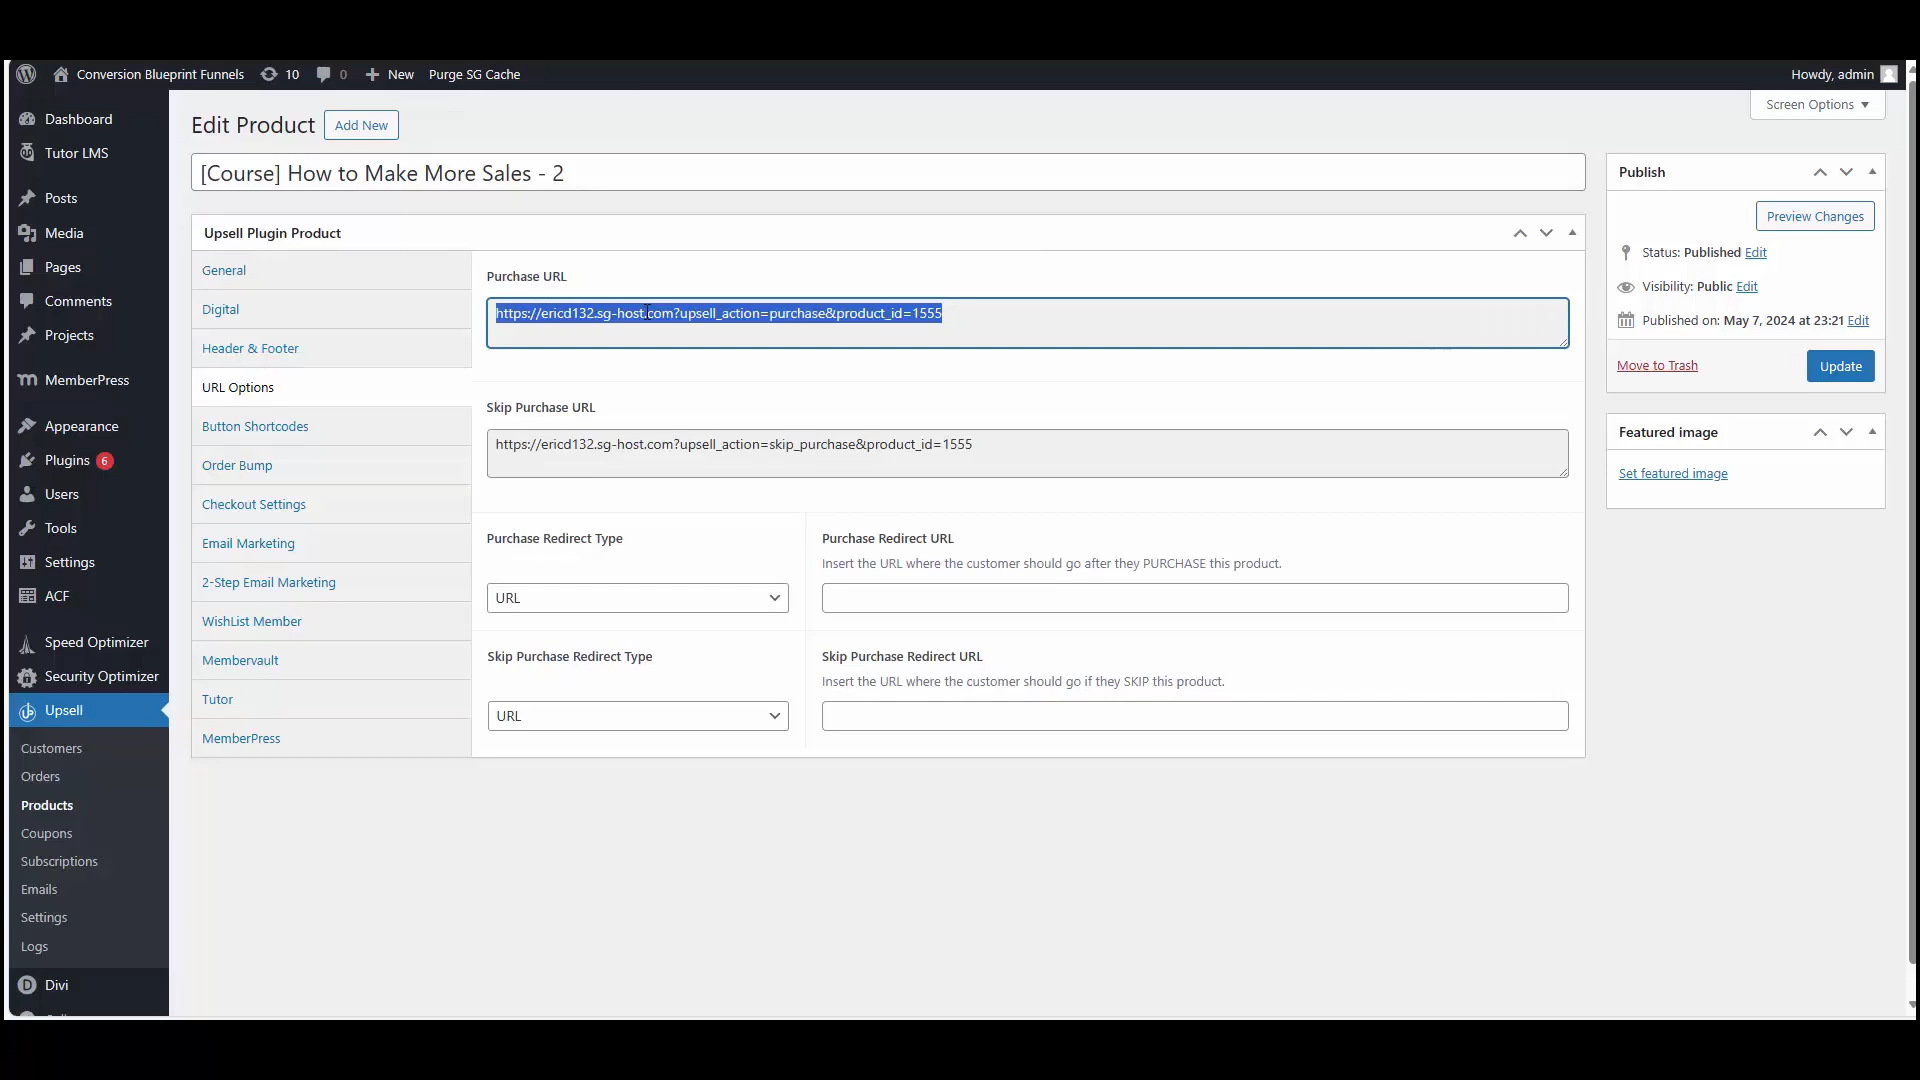 Conversion Blueprint Funnels
10
0
New
Purge SG Cache
Howdy, admin
Screen Options
Dashboard
Tutor LMS
Posts
Media
Pages
Comments
Projects
MemberPress
Appearance
Plugins 6
Users
Tools
Settings
ACF
Speed Optimizer
Security Optimizer
Upsell
Customers
Orders
Products
Coupons
Subscriptions
Emails
Settings
Logs
Divi
Edit Product
Add New
[Course] How to Make More Sales - 2
Upsell Plugin Product
General
Digital
Header & Footer
URL Options
Button Shortcodes
Order Bump
Checkout Settings
Email Marketing
2-Step Email Marketing
WishList Member
Membervault
Tutor
MemberPress
Purchase URL
https://ericd132.sg-host.com?upsell_action=purchase&product_id=1555
Skip Purchase URL
https://ericd132.sg-host.com?upsell_action=skip_purchase&product_id=1555
Purchase Redirect Type
URL
Purchase Redirect URL
Insert the URL where the customer should go after they PURCHASE this product.
Skip Purchase Redirect Type
URL
Skip Purchase Redirect URL
Insert the URL where the customer should go if they SKIP this product.
Publish
Preview Changes
Status: Published Edit
Visibility: Public Edit
Published on: May 7, 2024 at 23:21 Edit
Move to Trash
Update
Featured image
Set featured image